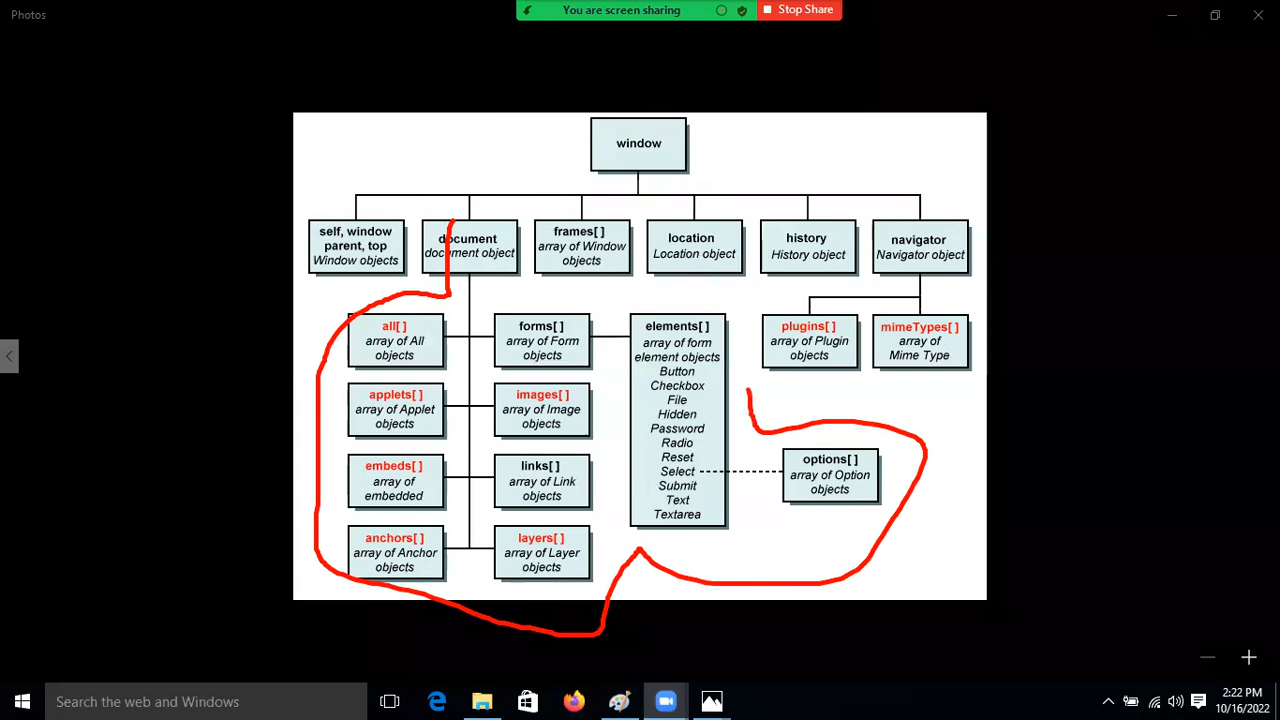 Photos
You are screen sharing
Stop Share
window
self, window
parent, top
Window objects
document
document object
frames[ ]
array of Window
objects
location
Location object
history
History object
navigator
Navigator object
all[ ]
array of All
objects
forms[ ]
array of Form
objects
elements[ ]
array of form
element objects
Button
Checkbox
File
Hidden
Password
Radio
Reset
Select
Submit
Text
Textarea
plugins[ ]
array of Plugin
objects
mimeTypes[ ]
array of
Mime Type
applets[ ]
array of Applet
objects
images[ ]
array of Image
objects
embeds[ ]
array of
embedded
links[ ]
array of Link
objects
options[ ]
array of Option
objects
anchors[ ]
array of Anchor
objects
layers[ ]
array of Layer
objects
Search the web and Windows
2:22 PM
10/16/2022